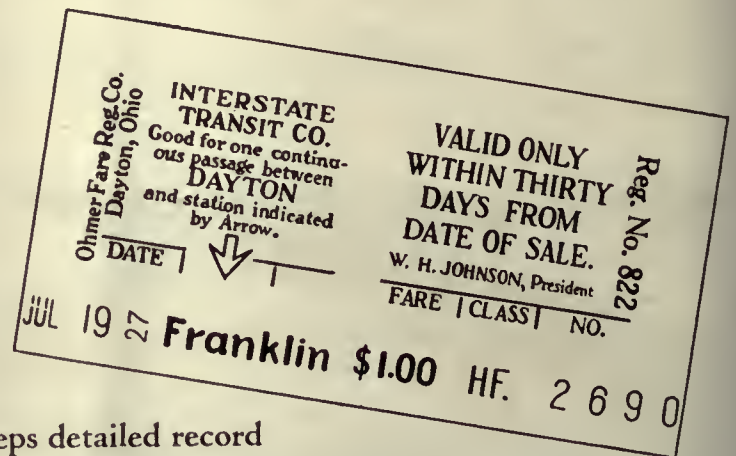 Ohmer Fare Reg. Co.
Dayton, Ohio
INTERSTATE
TRANSIT CO.
Good for one continu-
ous passage between
DAYTON
and station indicated
by Arrow.
DATE
VALID ONLY
WITHIN THIRTY
DAYS FROM
DATE OF SALE.
W. H. JOHNSON, President
FARE | CLASS | NO.
Reg. No. 822
JUL 19 27 Franklin $1.00 HF. 2690
detailed record